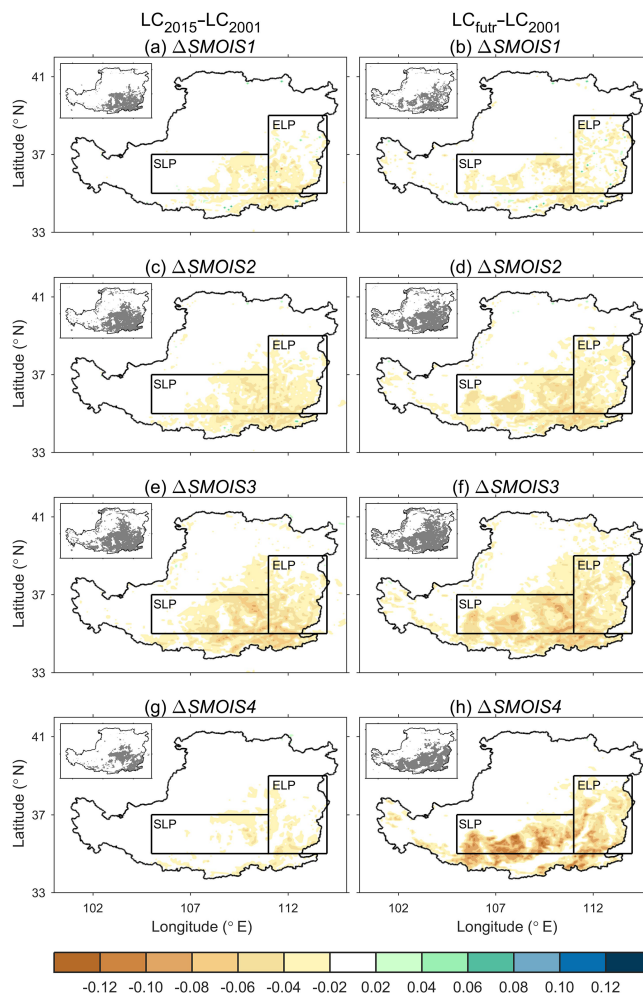 LC2015–LC2001
LCfutr–LC2001
(a) ΔSMOIS1
(b) ΔSMOIS1
41
37
33
Latitude (° N)
SLP
ELP
SLP
ELP
(c) ΔSMOIS2
(d) ΔSMOIS2
41
37
33
Latitude (° N)
SLP
ELP
SLP
ELP
(e) ΔSMOIS3
(f) ΔSMOIS3
41
37
33
Latitude (° N)
SLP
ELP
SLP
ELP
(g) ΔSMOIS4
(h) ΔSMOIS4
41
37
33
Latitude (° N)
SLP
ELP
SLP
ELP
102 107 112
102 107 112
Longitude (° E)
Longitude (° E)
-0.12 -0.10 -0.08 -0.06 -0.04 -0.02 0.02 0.04 0.06 0.08 0.10 0.12